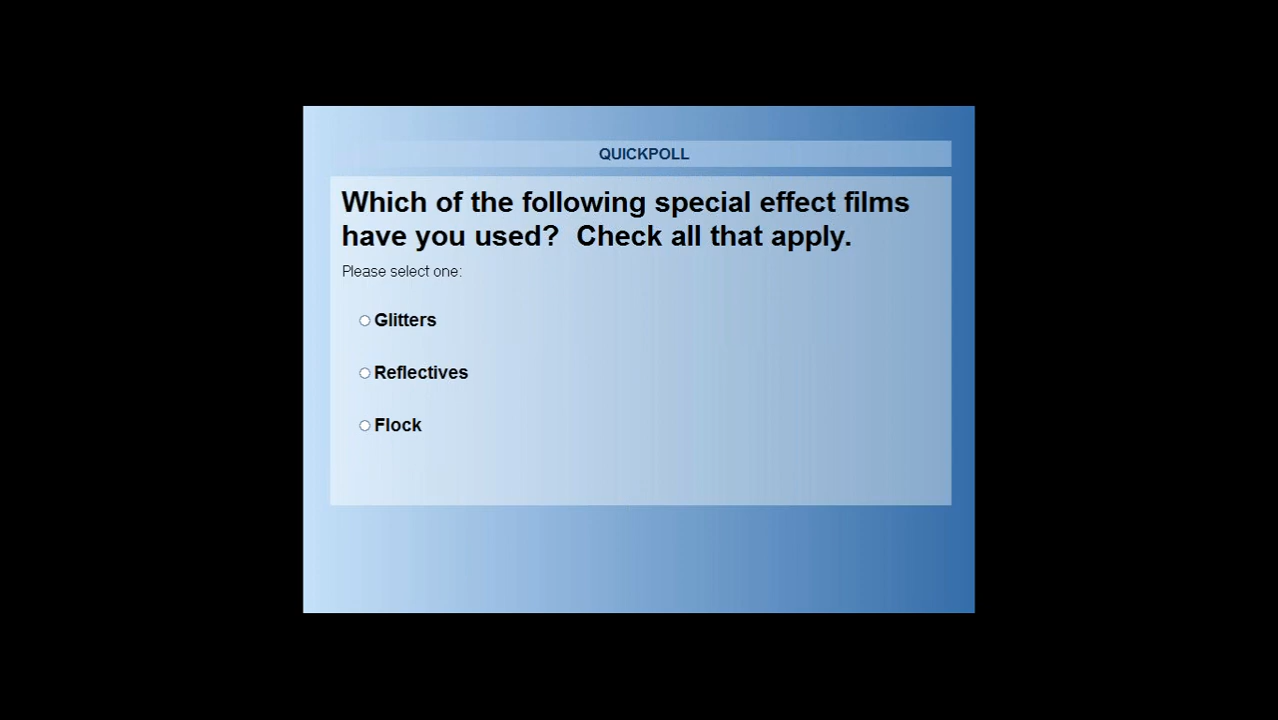 QUICKPOLL
Which of the following special effect films
have you used?  Check all that apply.
Please select one:
Glitters
Reflectives
Flock